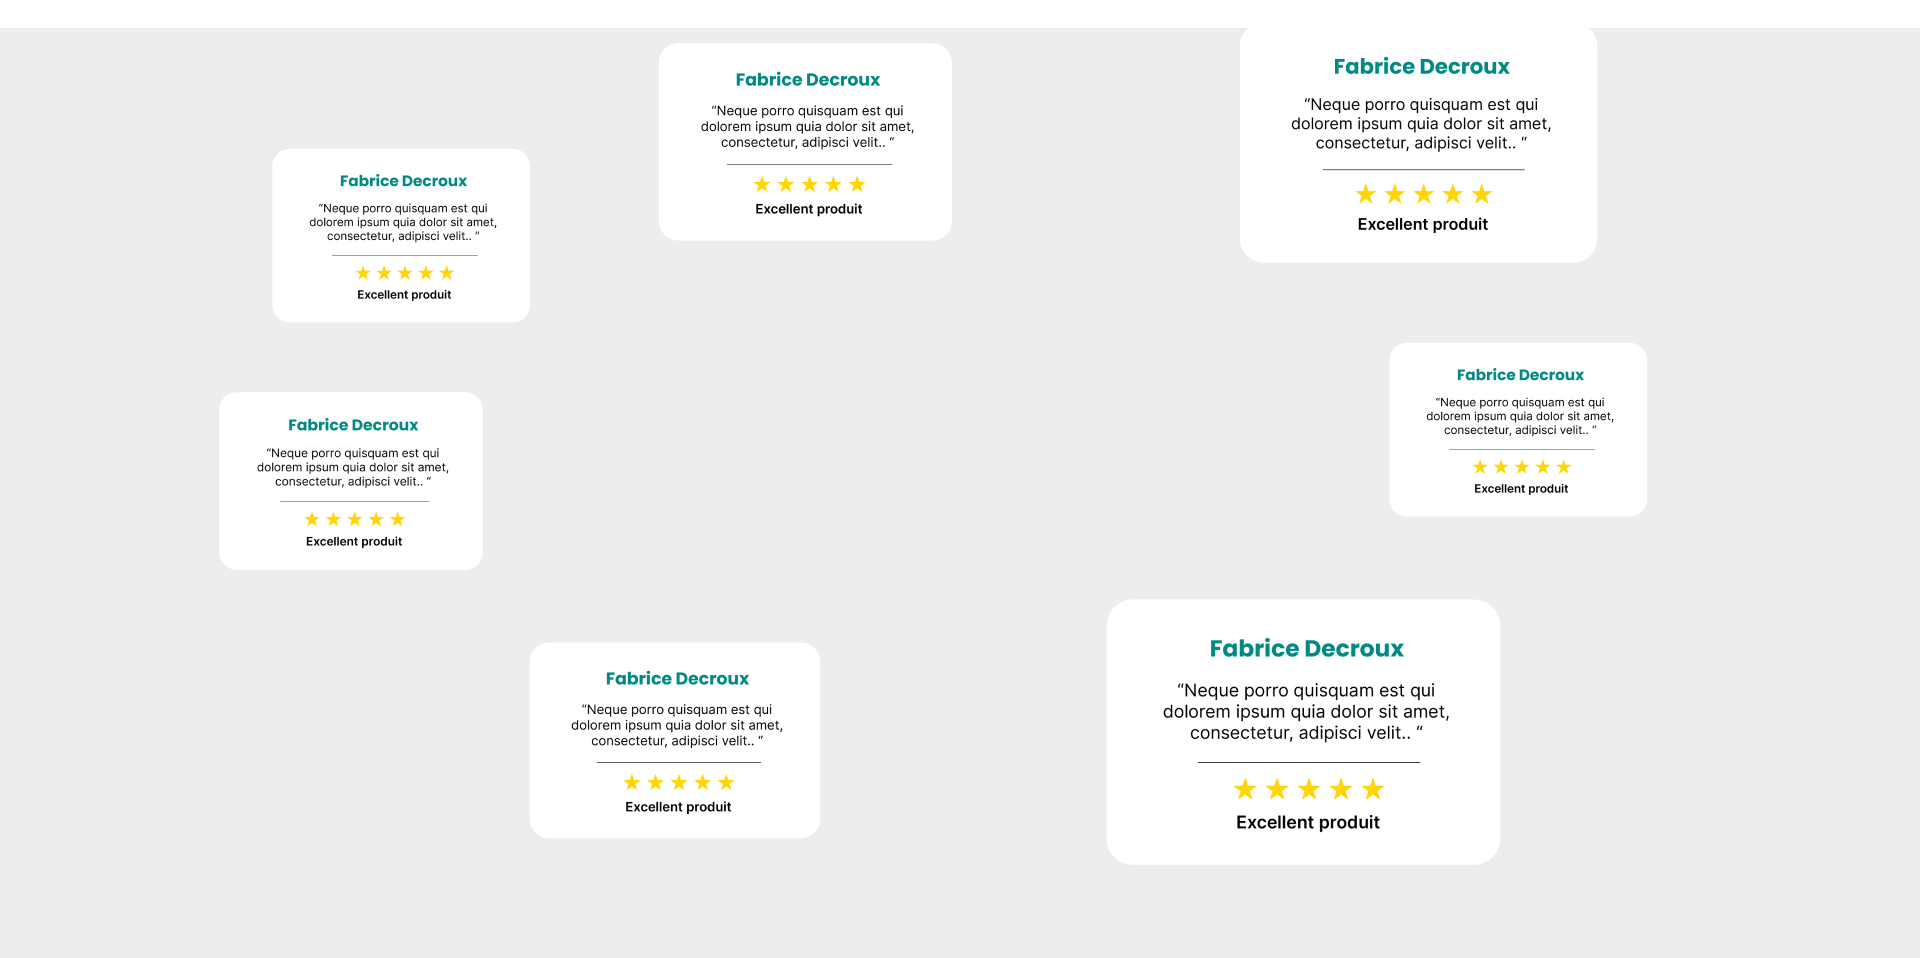 Fabrice Decroux
“Neque porro quisquam est qui
dolorem ipsum quia dolor sit amet,
consectetur, adipisci velit.. “
★ ★ ★ ★ ★
Excellent produit
Fabrice Decroux
“Neque porro quisquam est qui
dolorem ipsum quia dolor sit amet,
consectetur, adipisci velit.. “
★ ★ ★ ★ ★
Excellent produit
Fabrice Decroux
“Neque porro quisquam est qui
dolorem ipsum quia dolor sit amet,
consectetur, adipisci velit.. “
★ ★ ★ ★ ★
Excellent produit
Fabrice Decroux
“Neque porro quisquam est qui
dolorem ipsum quia dolor sit amet,
consectetur, adipisci velit.. “
★ ★ ★ ★ ★
Excellent produit
Fabrice Decroux
“Neque porro quisquam est qui
dolorem ipsum quia dolor sit amet,
consectetur, adipisci velit.. “
★ ★ ★ ★ ★
Excellent produit
Fabrice Decroux
“Neque porro quisquam est qui
dolorem ipsum quia dolor sit amet,
consectetur, adipisci velit.. “
★ ★ ★ ★ ★
Excellent produit
Fabrice Decroux
“Neque porro quisquam est qui
dolorem ipsum quia dolor sit amet,
consectetur, adipisci velit.. “
★ ★ ★ ★ ★
Excellent produit